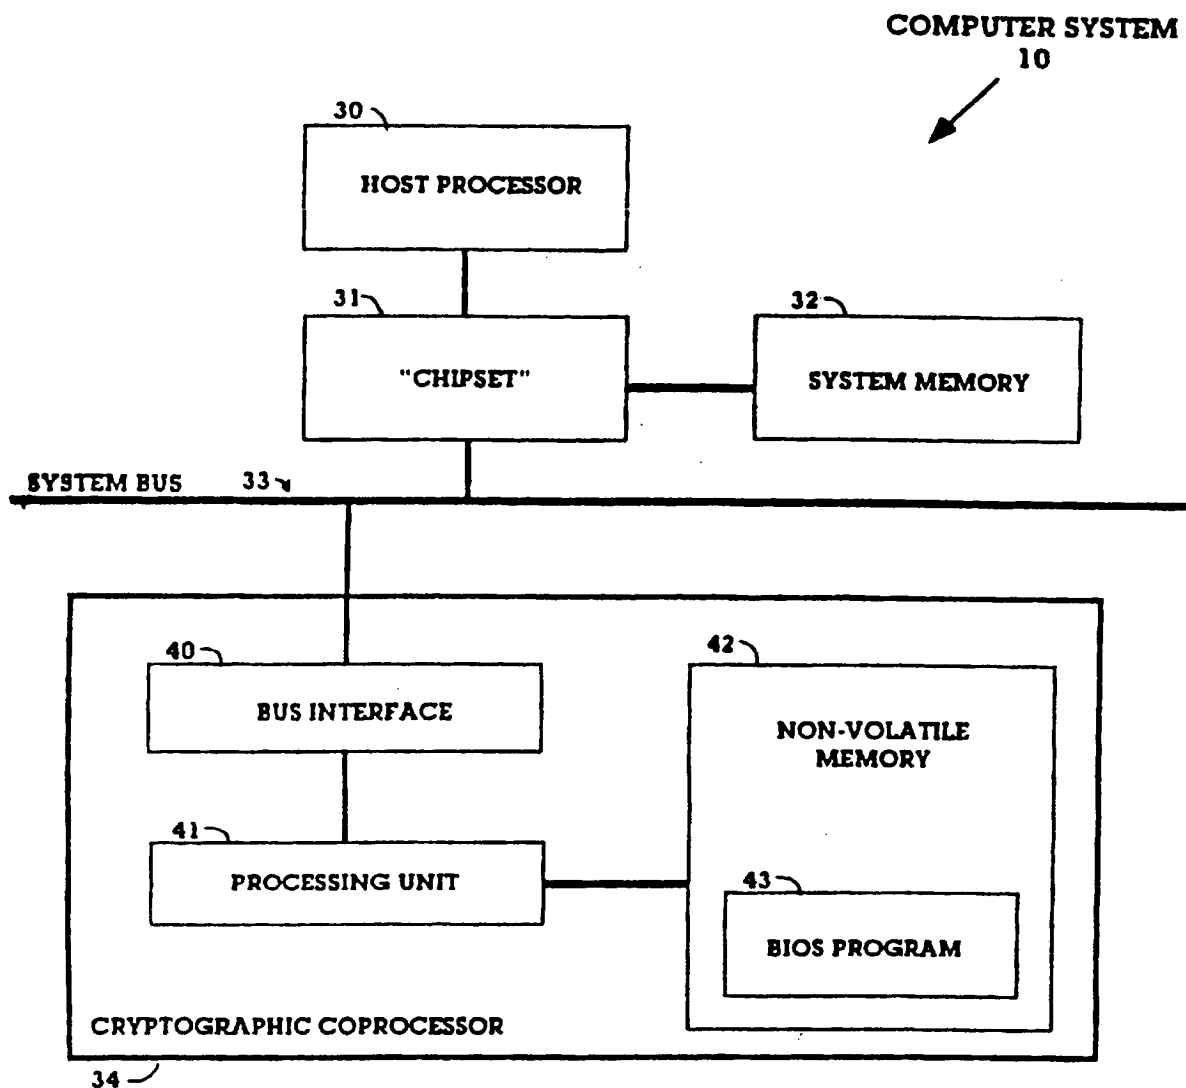 COMPUTER SYSTEM
10
30
HOST PROCESSOR
31
"CHIPSET"
32
SYSTEM MEMORY
SYSTEM BUS 33
40
BUS INTERFACE
42
NON-VOLATILE
MEMORY
41
PROCESSING UNIT
43
BIOS PROGRAM
CRYPTOGRAPHIC COPROCESSOR
34